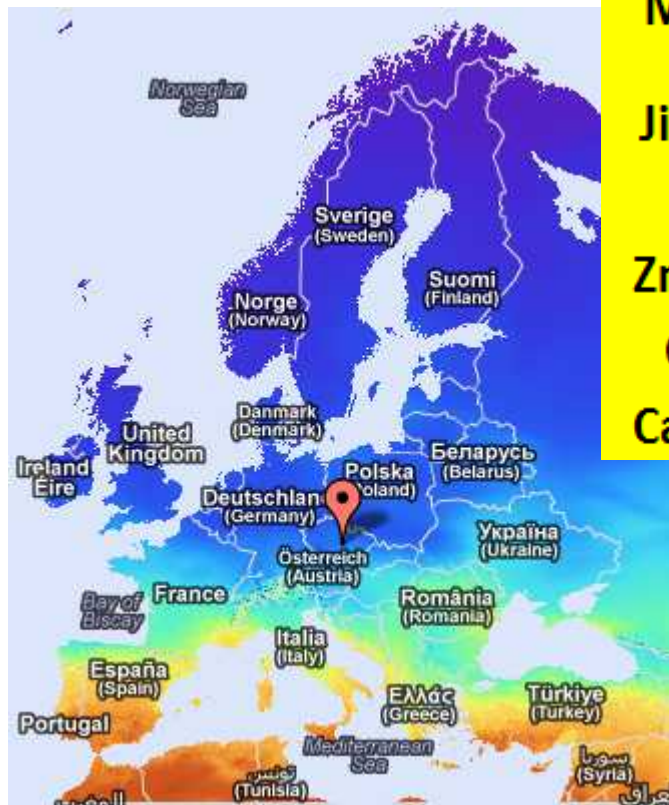 M
Ji
Zn
Ca
Norwegian
Sea
Sverige
(Sweden)
Suomi
(Finland)
Norge
(Norway)
Danmark
(Denmark)
United
Kingdom
Ireland
Éire
Беларусь
(Belarus)
Polska
Poland)
Deutschlan
(Germany)
Україна
(Ukraine)
Österreich
(Austria)
France
Bay of
Biscay
România
(Romania)
Italia
(Italy)
España
(Spain)
Ελλάς
(Greece)
Türkiye
(Turkey)
Portugal
Mediterranean
Sea
تونس
(Tunisia)
سوريا
(Syria)